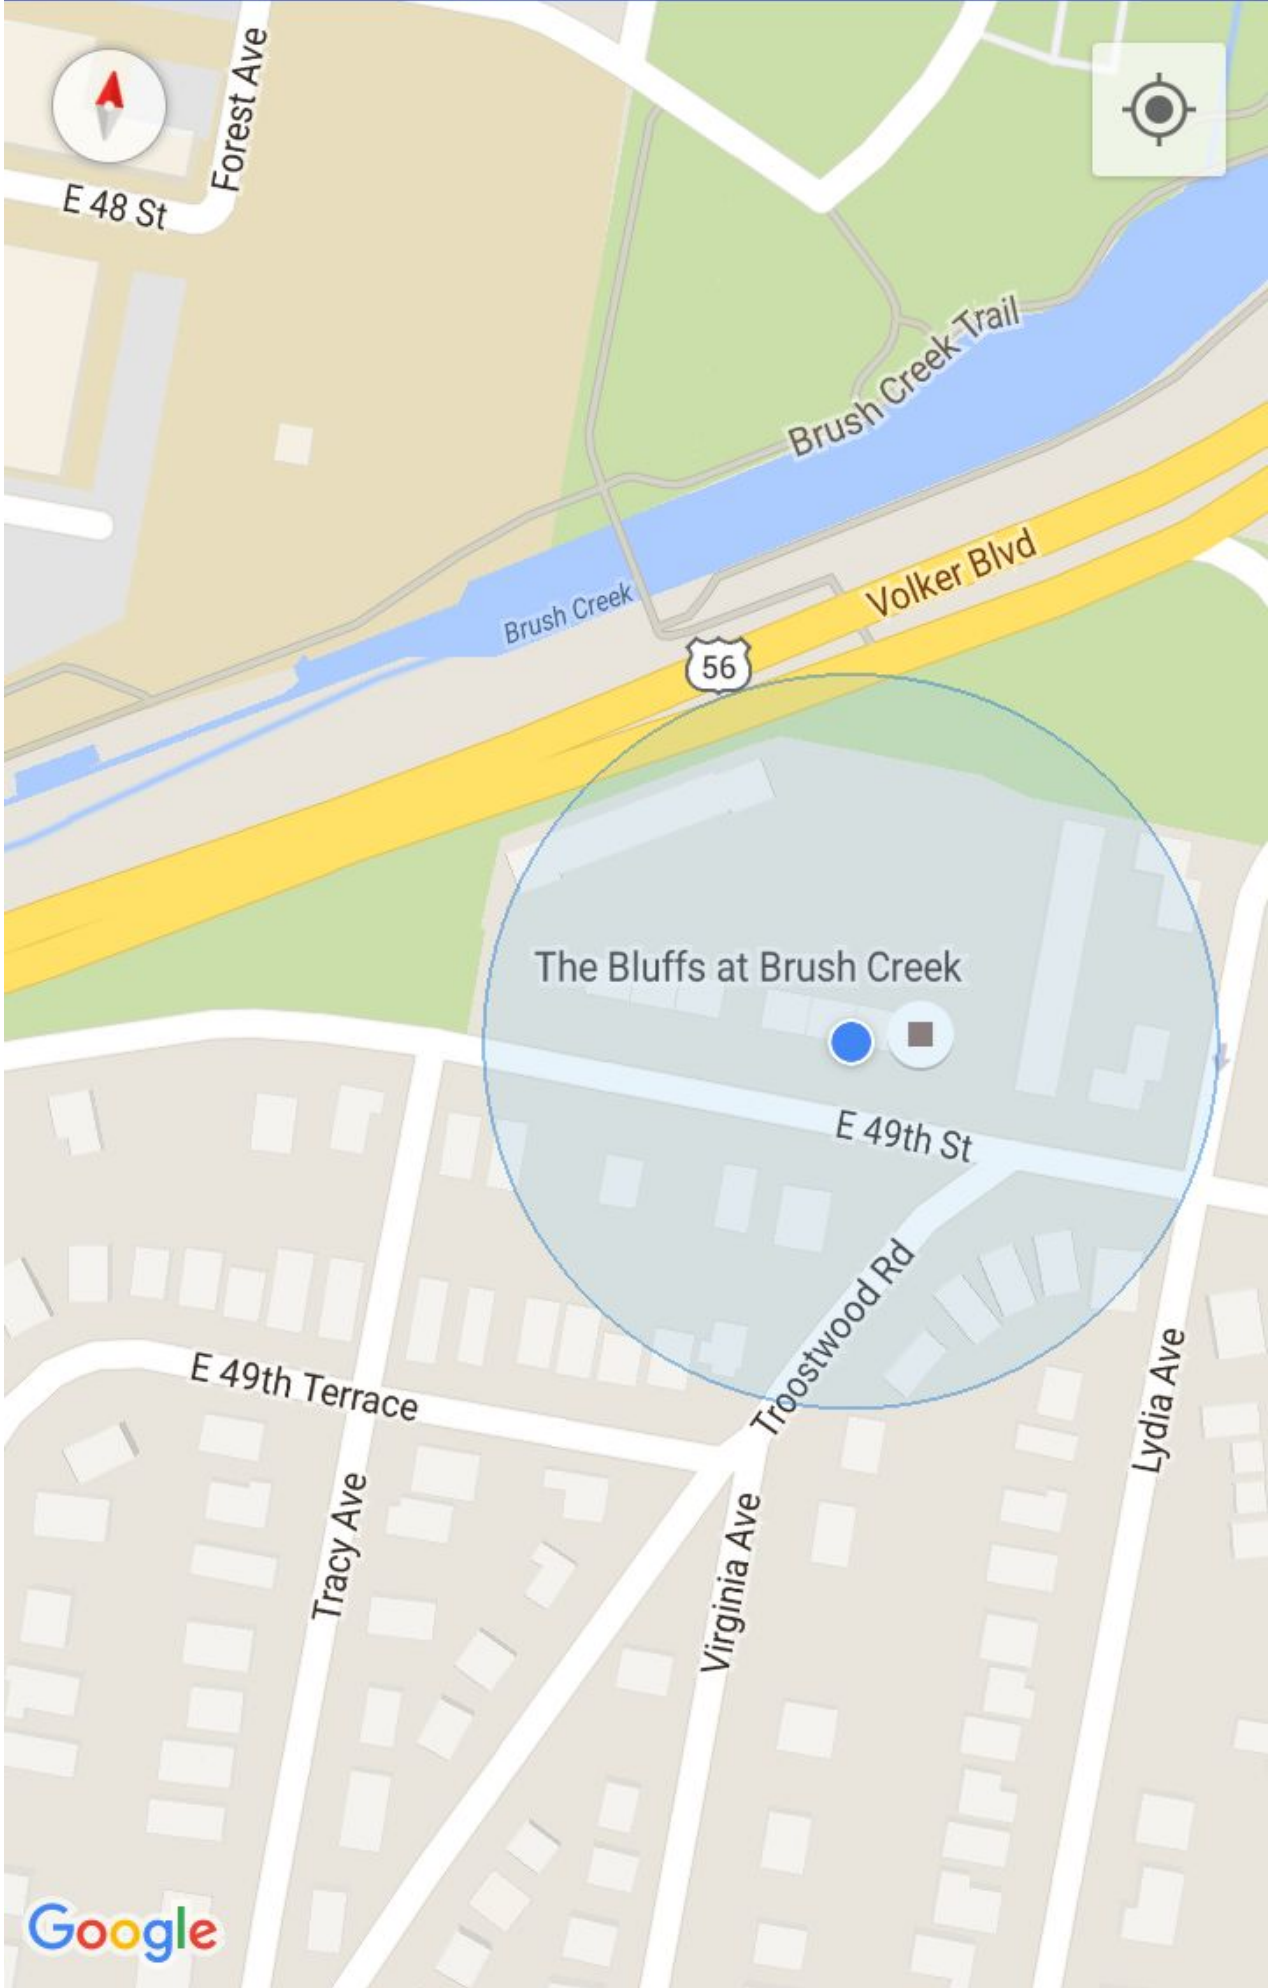 Forest Ave
E 48 St
Brush Creek Trail
Volker Blvd
Brush Creek
56
The Bluffs at Brush Creek
E 49th St
Troostwood Rd
E 49th Terrace
Lydia Ave
Tracy Ave
Virginia Ave
Google